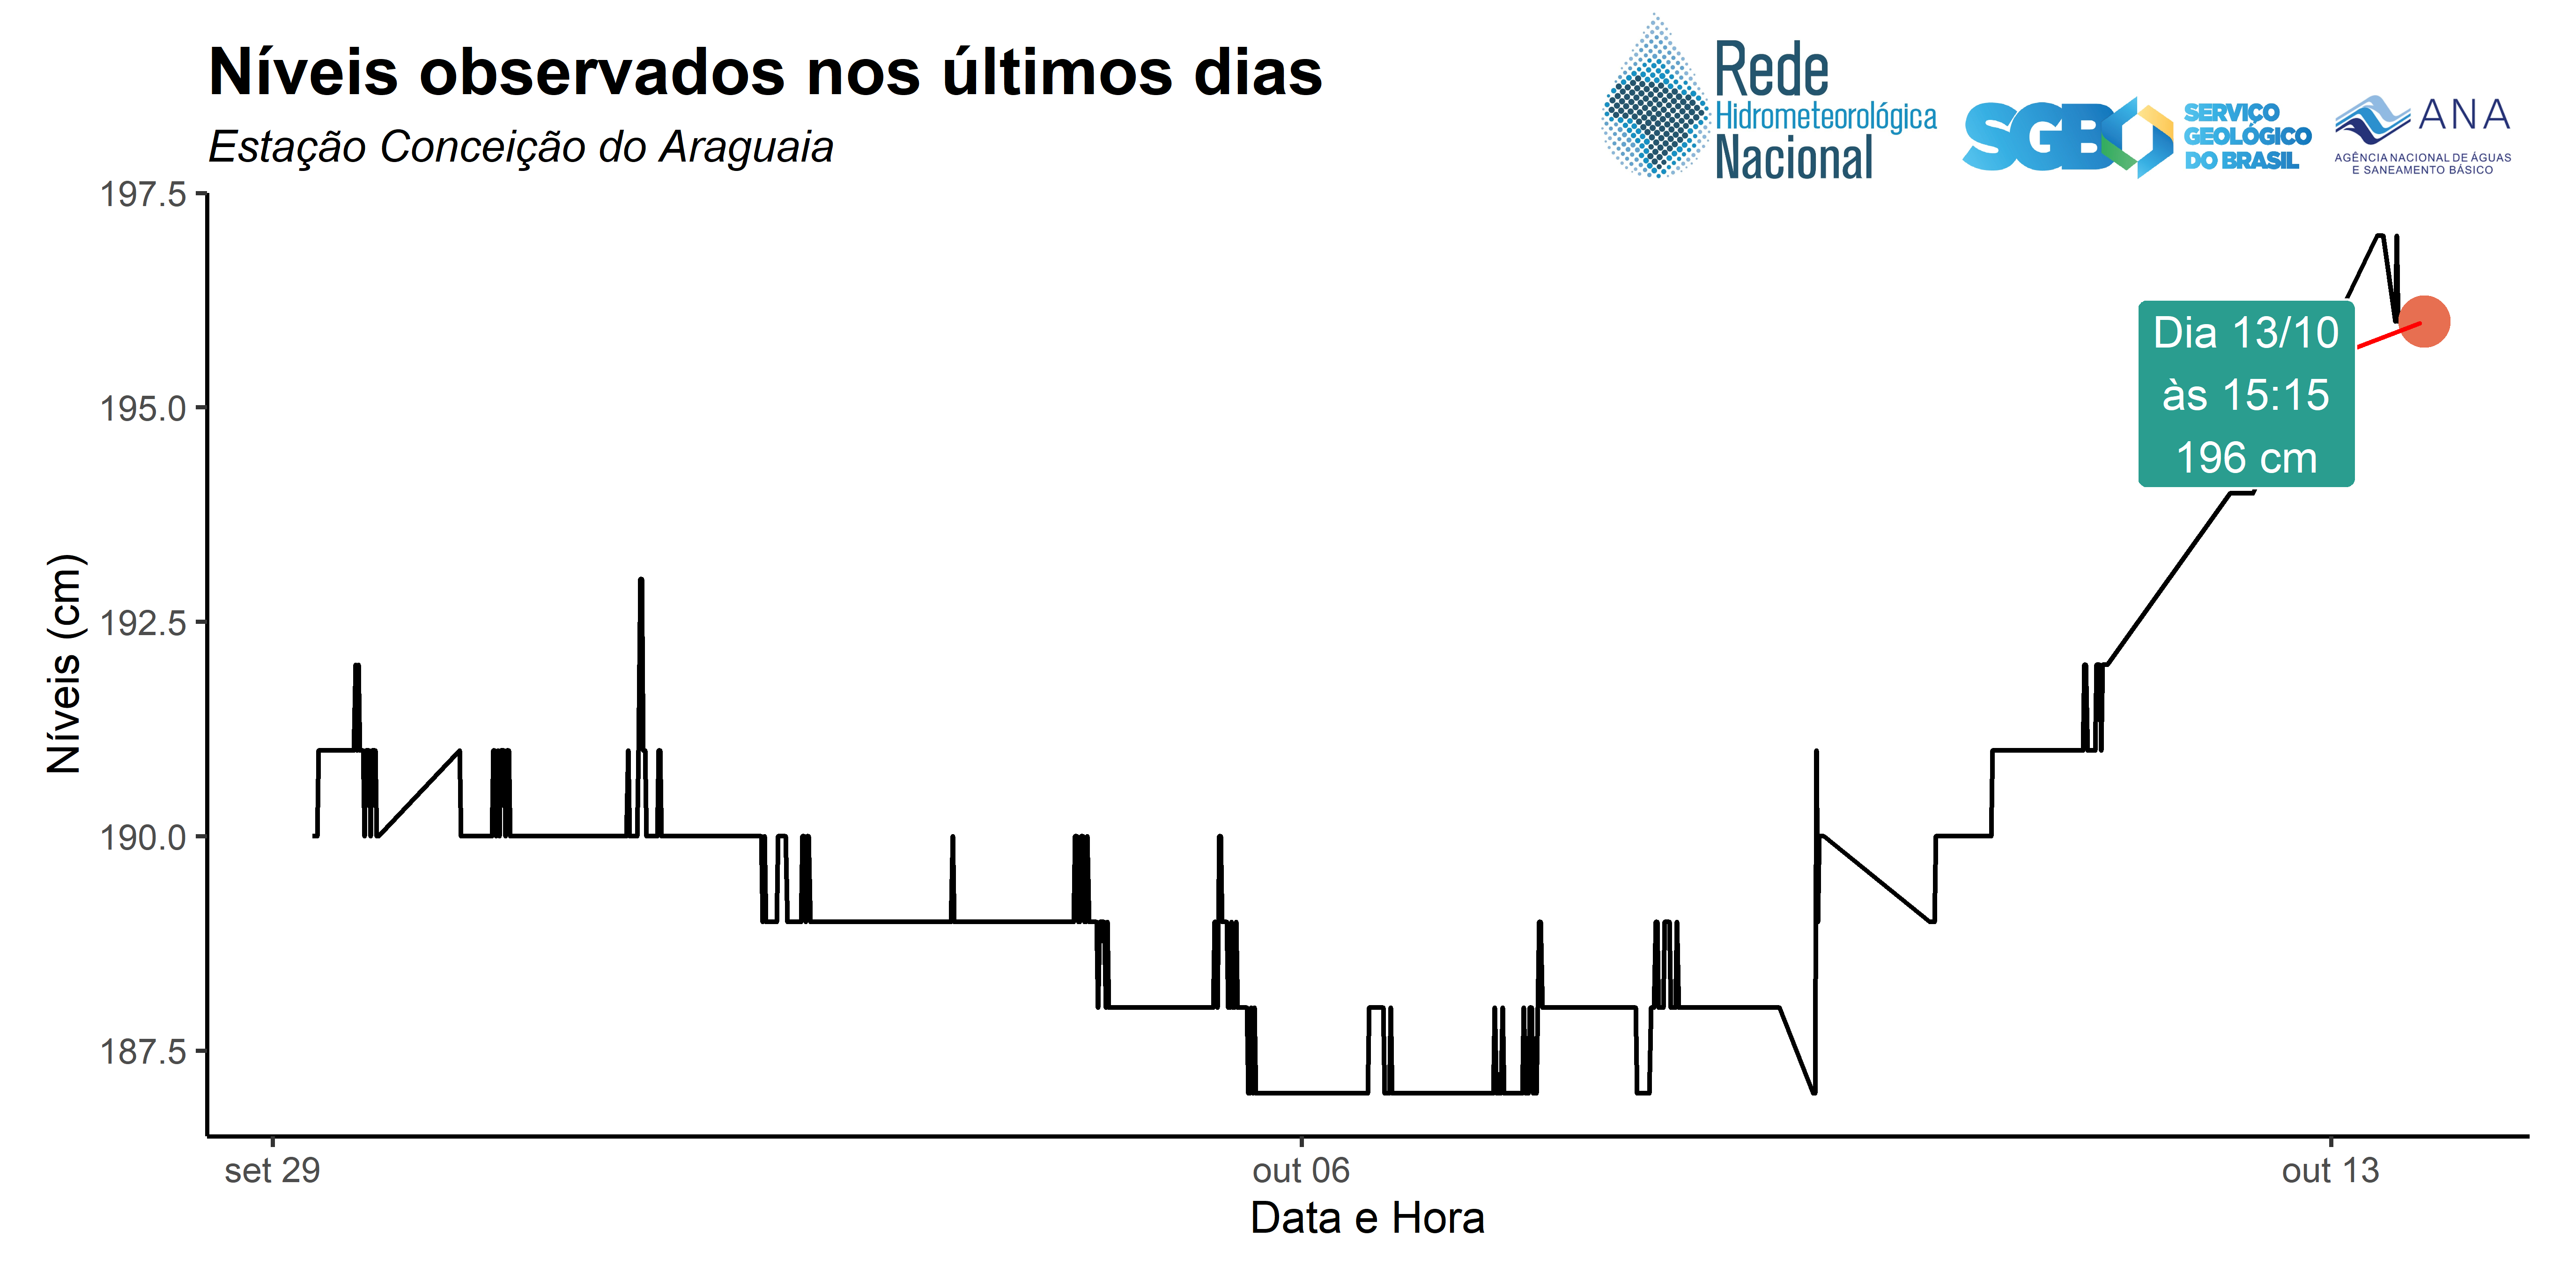 Níveis observados nos últimos dias
Estação Conceição do Araguaia
Rede
Hidrometeorológica
Nacional
SGB
SERVIÇO
GEOLÓGICO
DO BRASIL
ANA
AGÊNCIA NACIONAL DE ÁGUAS
E SANEAMENTO BÁSICO
197.5
195.0
192.5
190.0
187.5
Níveis (cm)
Dia 13/10
às 15:15
196 cm
set 29
out 06
out 13
Data e Hora